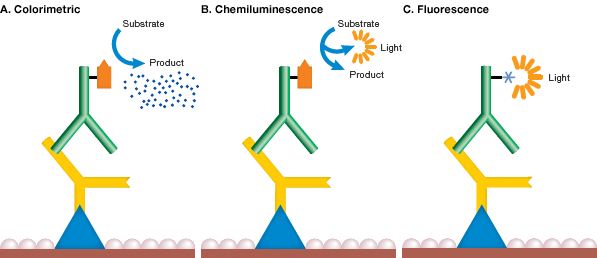 A. Colorimetric
Substrate
Product
B. Chemiluminescence
Substrate
Light
Product
C. Fluorescence
Light